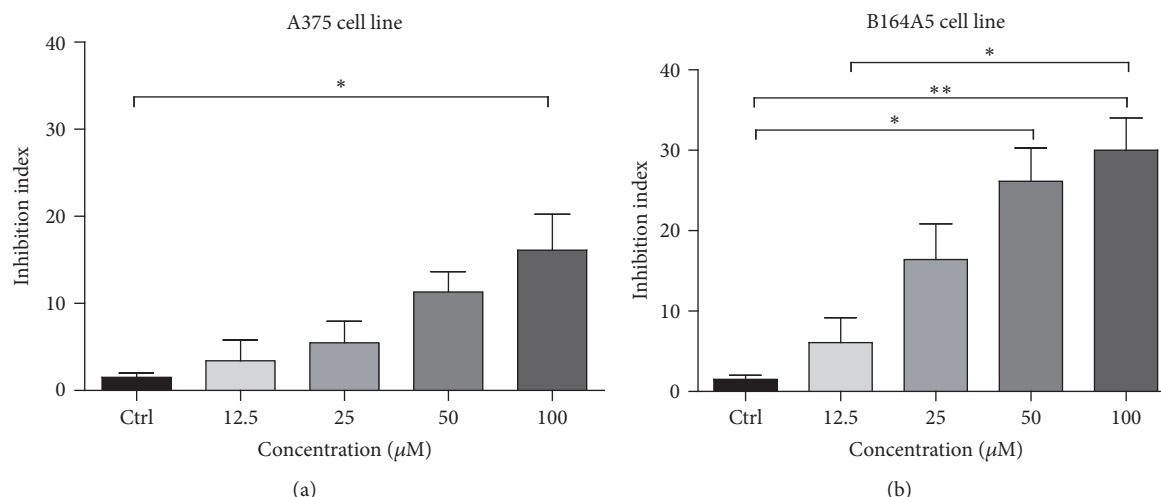 A375 cell line
40
30
20
10
0
Inhibition index
*
Ctrl 12.5 25 50 100
Concentration (μM)
(a)
B164A5 cell line
40
30
20
10
0
Inhibition index
*
**
*
Ctrl 12.5 25 50 100
Concentration (μM)
(b)